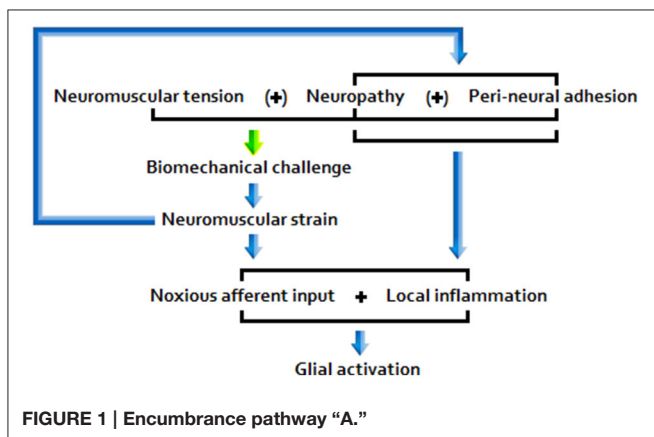 Neuromuscular tension (+) Neuropathy (+) Peri-neural adhesion
Biomechanical challenge
Neuromuscular strain
Noxious afferent input + Local inflammation
Glial activation
FIGURE 1 | Encumbrance pathway “A.”